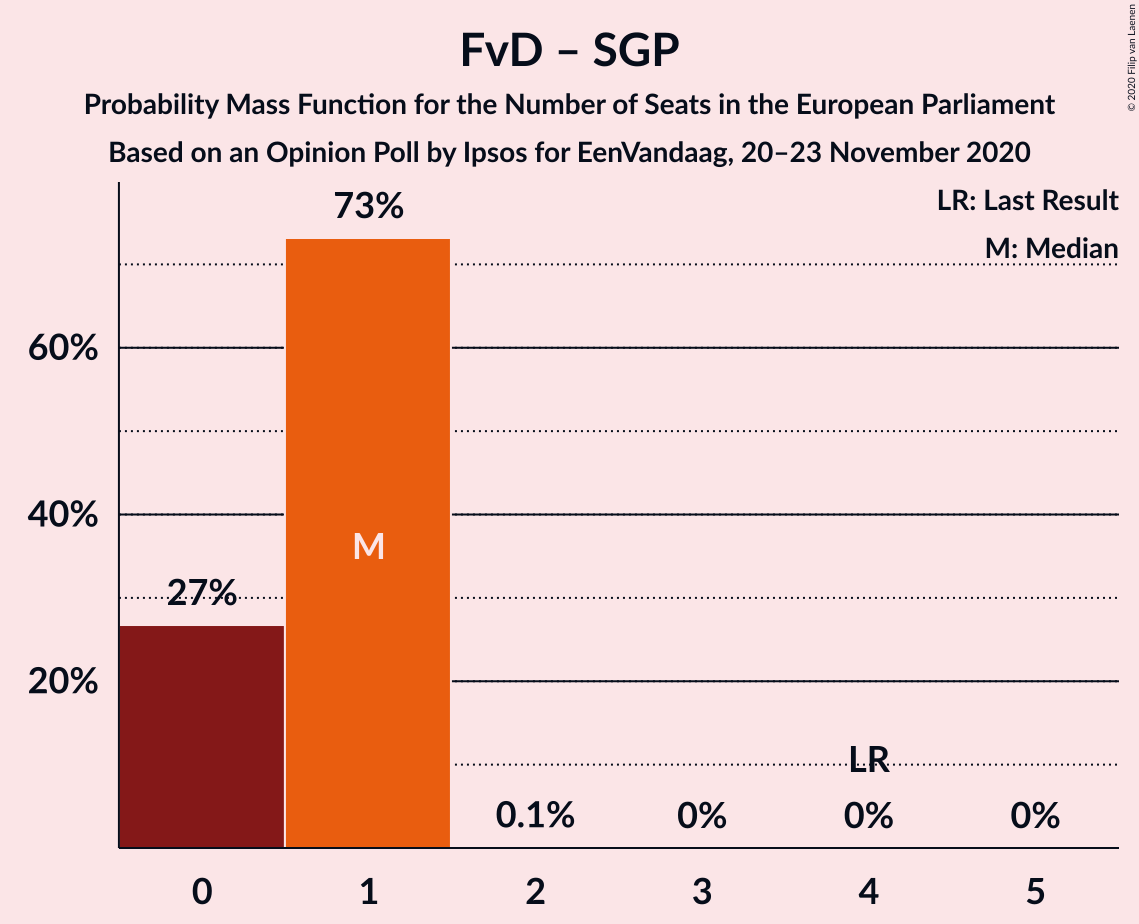 FvD – SGP
Probability Mass Function for the Number of Seats in the European Parliament
Based on an Opinion Poll by Ipsos for EenVandaag, 20–23 November 2020
© 2020 Filip van Laenen
LR: Last Result
M: Median
73%
60%
40%
M
27%
20%
LR
0.1%
0%
0%
0%
0 1 2 3 4 5